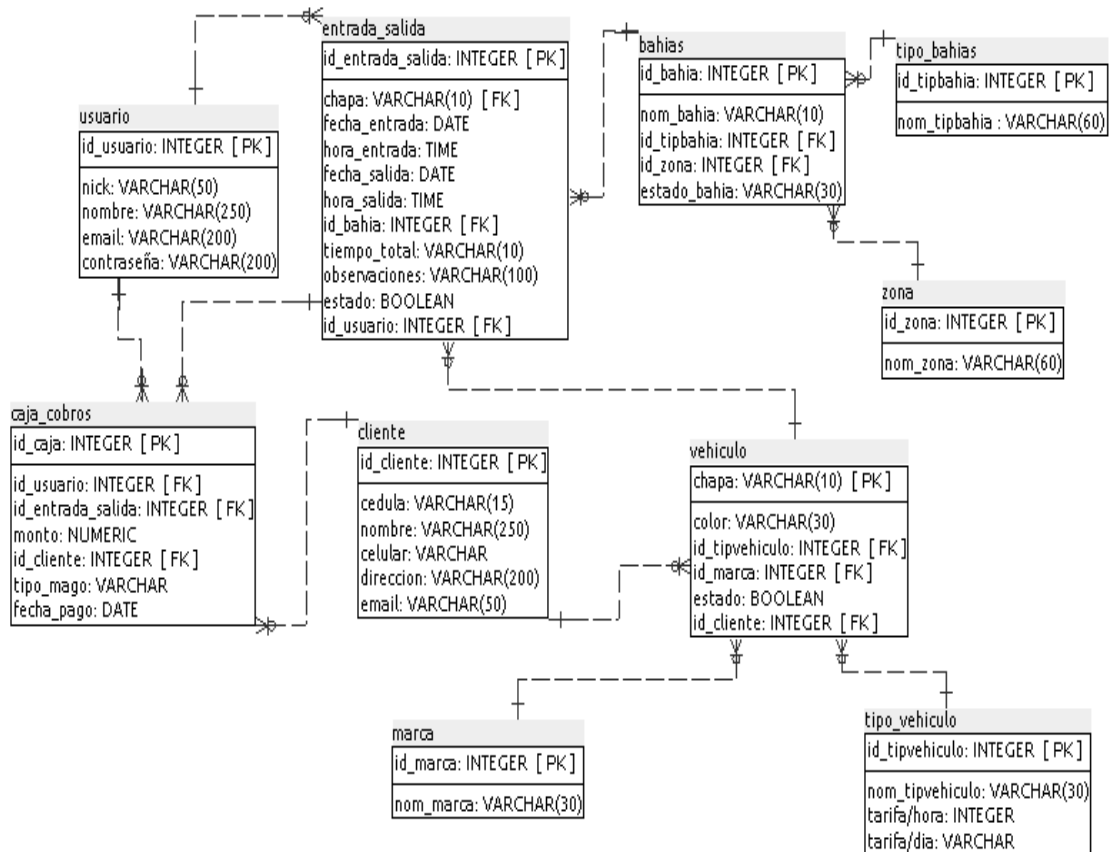 entrada_salida
id_entrada_salida: INTEGER [ PK ]
chapa: VARCHAR(10) [ FK ]
fecha_entrada: DATE
hora_entrada: TIME
fecha_salida: DATE
hora_salida: TIME
id_bahia: INTEGER [ FK ]
tiempo_total: VARCHAR(10)
observaciones: VARCHAR(100)
estado: BOOLEAN
id_usuario: INTEGER [ FK ]
bahias
id_bahia: INTEGER [ PK ]
nom_bahia: VARCHAR(10)
id_tipbahia: INTEGER [ FK ]
id_zona: INTEGER [ FK ]
estado_bahia: VARCHAR(30)
tipo_bahias
id_tipbahia: INTEGER [ PK ]
nom_tipbahia : VARCHAR(60)
usuario
id_usuario: INTEGER [ PK ]
nick: VARCHAR(50)
nombre: VARCHAR(250)
email: VARCHAR(200)
contraseña: VARCHAR(200)
zona
id_zona: INTEGER [ PK ]
nom_zona: VARCHAR(60)
caja_cobros
id_caja: INTEGER [ PK ]
id_usuario: INTEGER [ FK ]
id_entrada_salida: INTEGER [ FK ]
monto: NUMERIC
id_cliente: INTEGER [ FK ]
tipo_mago: VARCHAR
fecha_pago: DATE
cliente
id_cliente: INTEGER [ PK ]
cedula: VARCHAR(15)
nombre: VARCHAR(250)
celular: VARCHAR
direccion: VARCHAR(200)
email: VARCHAR(50)
vehiculo
chapa: VARCHAR(10) [ PK ]
color: VARCHAR(30)
id_tipvehiculo: INTEGER [ FK ]
id_marca: INTEGER [ FK ]
estado: BOOLEAN
id_cliente: INTEGER [ FK ]
marca
id_marca: INTEGER [ PK ]
nom_marca: VARCHAR(30)
tipo_vehiculo
id_tipvehiculo: INTEGER [ PK ]
nom_tipvehiculo: VARCHAR(30)
tarifa/hora: INTEGER
tarifa/dia: VARCHAR